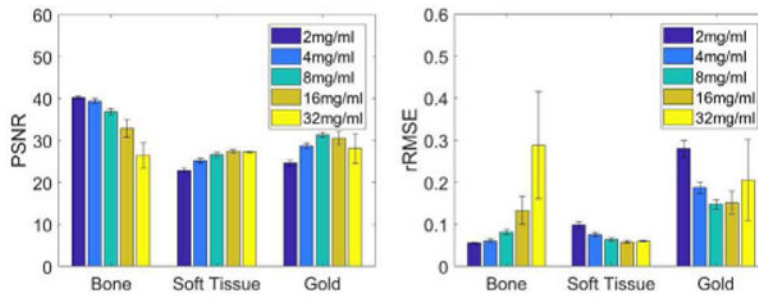 60
50
40
30
20
10
0
PSNR
2mg/ml
4mg/ml
8mg/ml
16mg/ml
32mg/ml
Bone Soft Tissue Gold
0.6
0.5
0.4
0.3
0.2
0.1
0
rRMSE
2mg/ml
4mg/ml
8mg/ml
16mg/ml
32mg/ml
Bone Soft Tissue Gold